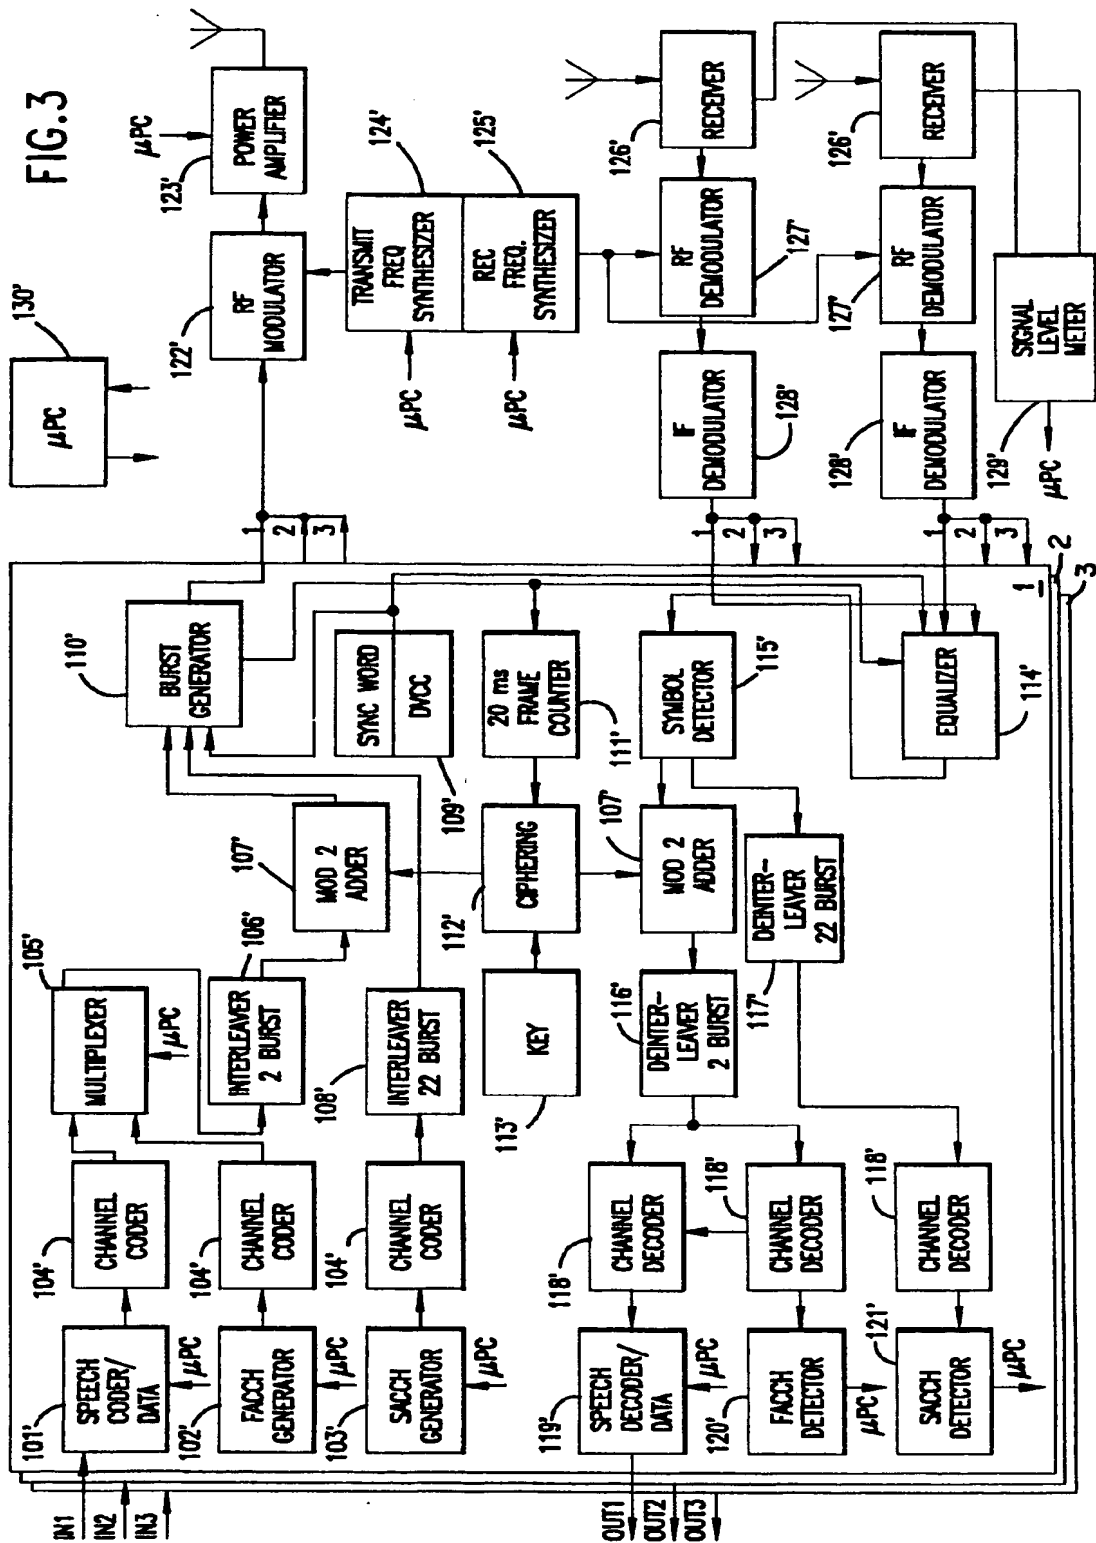 FIG.3
IN1
IN2
IN3
101'
SPEECH
CODER/
DATA
μPC
104'
CHANNEL
CODER
105'
MULTIPLEXER
μPC
102'
FACCH
GENERATOR
μPC
104'
CHANNEL
CODER
106'
INTERLEAVER
2 BURST
107'
MOD 2
ADDER
103'
SACCH
GENERATOR
μPC
104'
CHANNEL
CODER
108'
INTERLEAVER
22 BURST
110'
BURST
GENERATOR
109'
SYNC WORD
DVCC
113'
KEY
112'
CIPHERING
111'
20 ms
FRAME
COUNTER
1
2
3
130'
μPC
122'
RF
MODULATOR
123'
POWER
AMPLIFIER
μPC
124'
TRANSMIT
FREQ
SYNTHESIZER
μPC
125'
REC
FREQ.
SYNTHESIZER
μPC
OUT1
OUT2
OUT3
119'
SPEECH
DECODER/
DATA
μPC
118'
CHANNEL
DECODER
116'
DEINTER-
LEAVER
2 BURST
107'
MOD 2
ADDER
115'
SYMBOL
DETECTOR
120'
FACCH
DETECTOR
μPC
118'
CHANNEL
DECODER
117'
DEINTER-
LEAVER
22 BURST
121'
SACCH
DETECTOR
μPC
118'
CHANNEL
DECODER
114'
EQUALIZER
1
2
3
128'
IF
DEMODULATOR
127'
RF
DEMODULATOR
126'
RECEIVER
1
2
3
128'
IF
DEMODULATOR
127'
RF
DEMODULATOR
126'
RECEIVER
129'
SIGNAL
LEVEL
METER
μPC
1
2
3